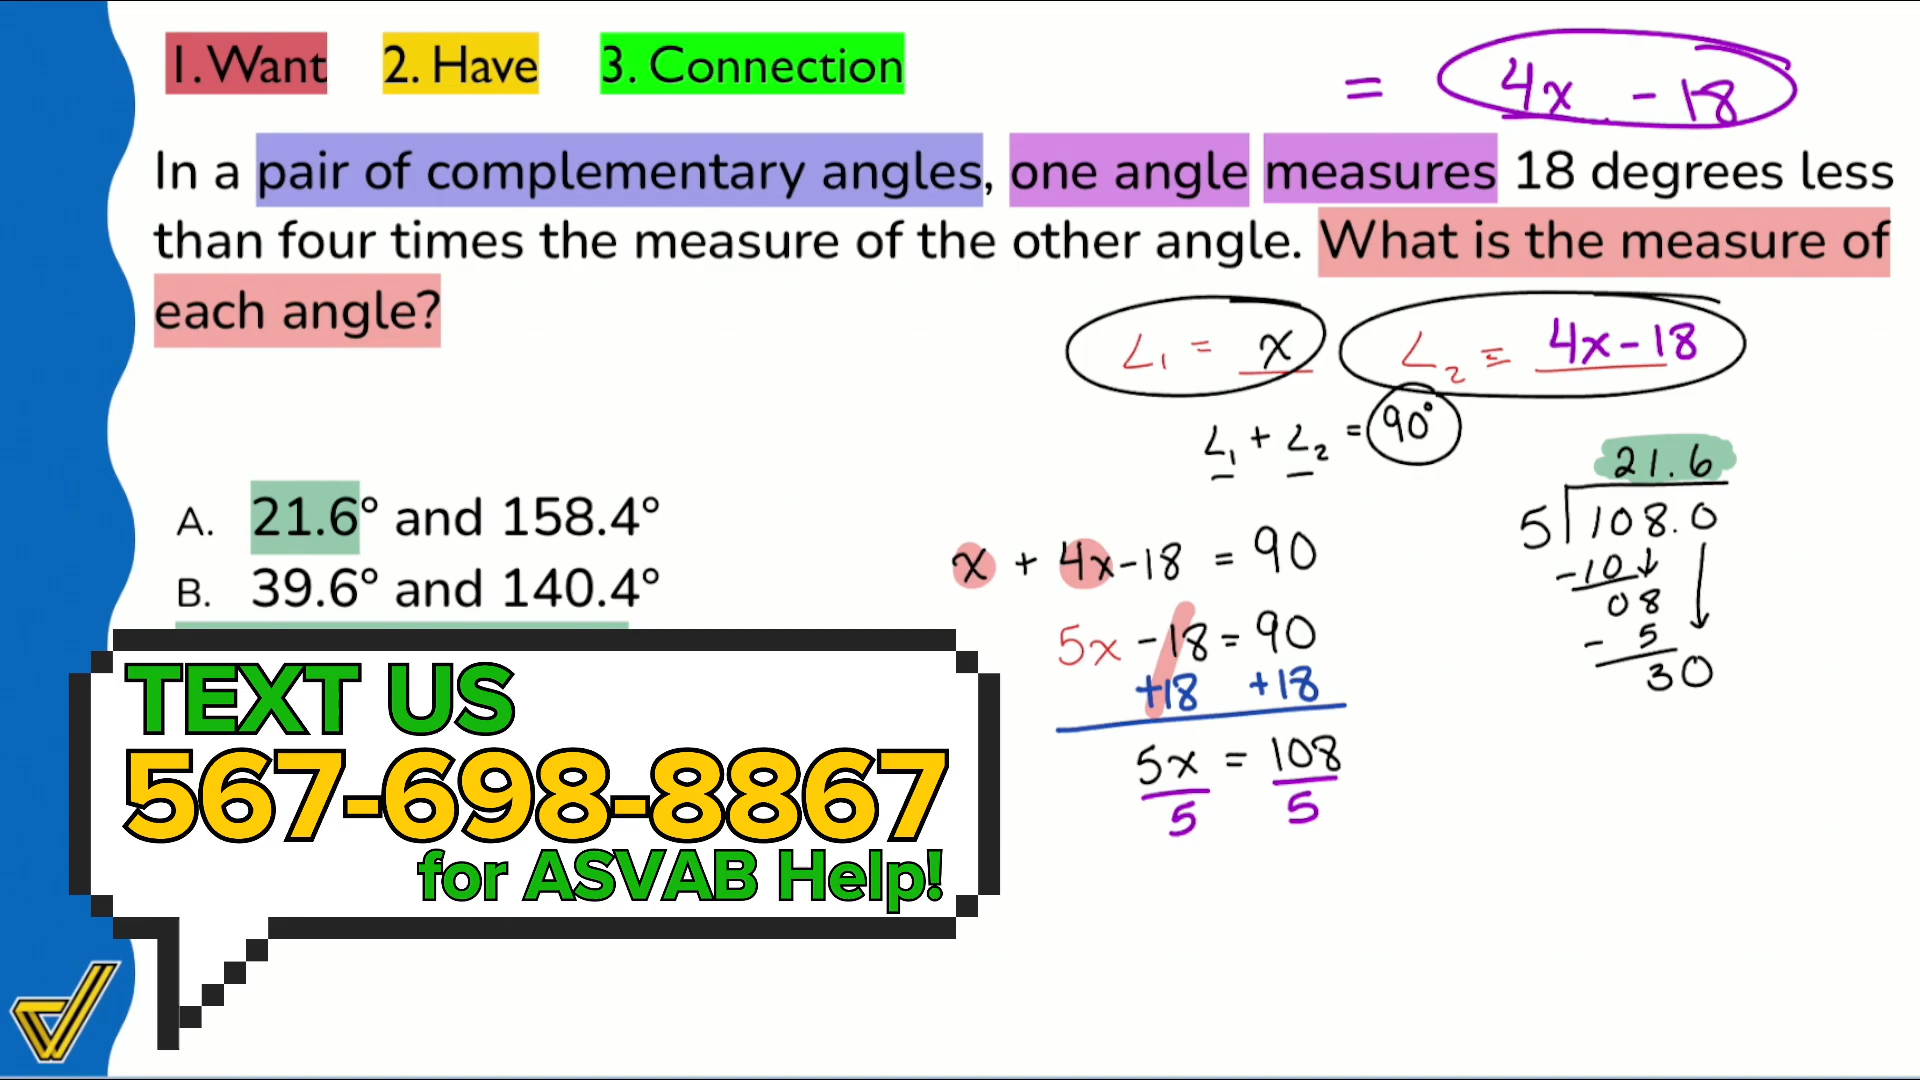 1. Want 2. Have 3. Connection
= 4x - 18
In a pair of complementary angles, one angle measures 18 degrees less
than four times the measure of the other angle. What is the measure of
each angle?
∠1 = x ∠2 = 4x-18
∠1 + ∠2 = 90°
21.6
5 108.0
-10
08
- 5
30
A. 21.6° and 158.4°
B. 39.6° and 140.4°
x + 4x-18 = 90
5x -18 = 90
+18 +18
5x = 108
5 5
TEXT US
567-698-8867
for ASVAB Help!